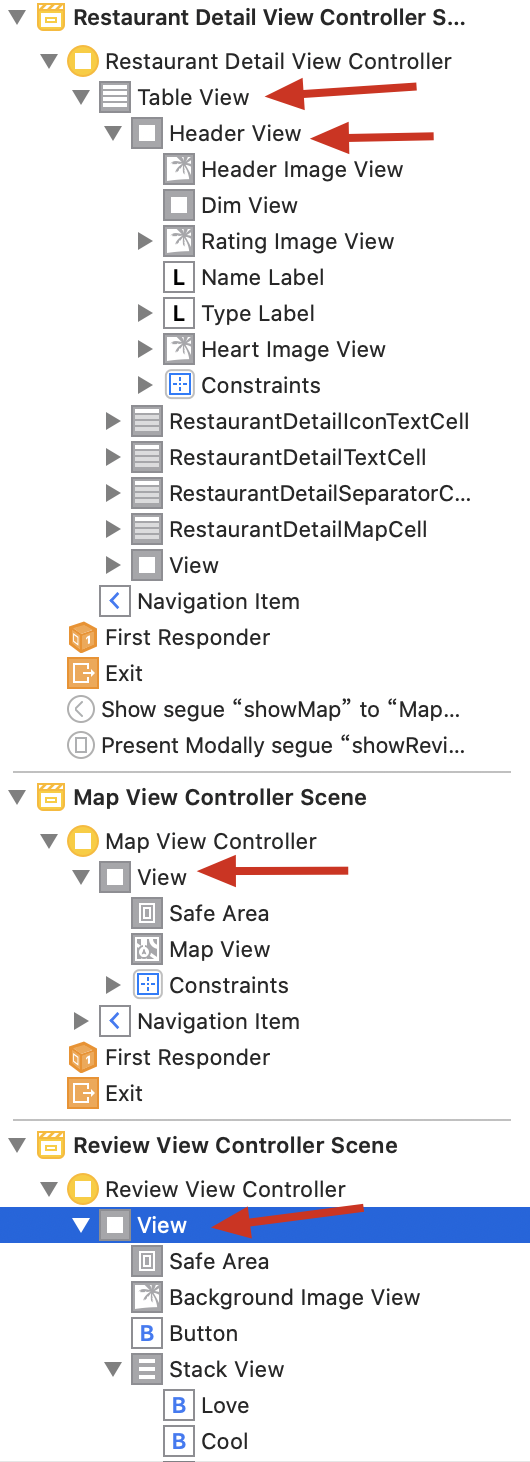 Restaurant Detail View Controller S...
Restaurant Detail View Controller
Table View
Header View
Header Image View
Dim View
Rating Image View
L Name Label
L Type Label
Heart Image View
Constraints
RestaurantDetailIconTextCell
RestaurantDetailTextCell
RestaurantDetailSeparatorC...
RestaurantDetailMapCell
View
Navigation Item
1 First Responder
Exit
Show segue “showMap” to “Map...
Present Modally segue “showRevi...
Map View Controller Scene
Map View Controller
View
Safe Area
Map View
Constraints
Navigation Item
1 First Responder
Exit
Review View Controller Scene
Review View Controller
View
Safe Area
Background Image View
B Button
Stack View
B Love
B Cool